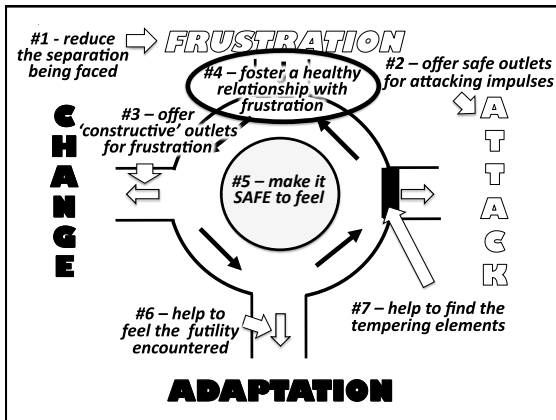 #1 - reduce
the separation
being faced
FRUSTRATION
#2 – offer safe outlets
for attacking impulses
#4 – foster a healthy
relationship with
frustration
#3 – offer
'constructive' outlets
for frustration
CHANGE
ATTACK
#5 – make it
SAFE to feel
#6 – help to
feel the futility
encountered
#7 – help to find the
tempering elements
ADAPTATION